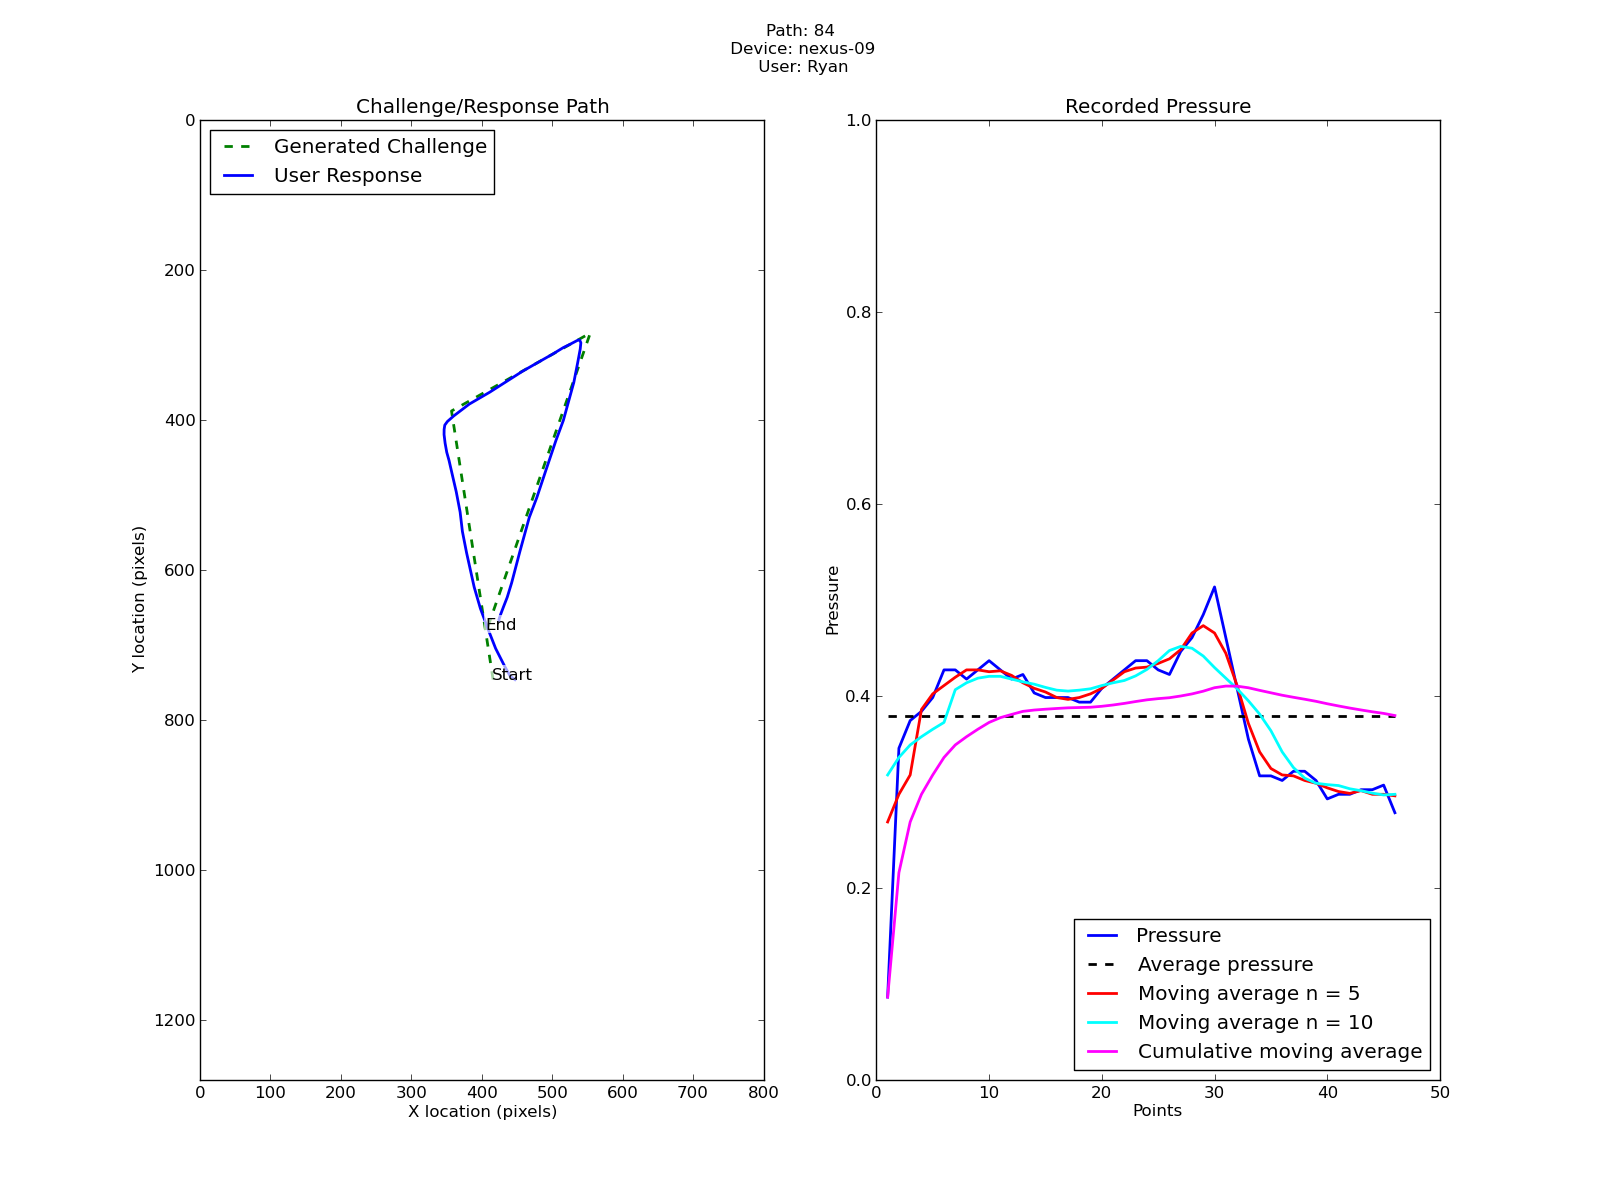 Path: 84
Device: nexus-09
User: Ryan
Challenge/Response Path
0
200
400
600
800
1000
1200
Y location (pixels)
Generated Challenge
User Response
End
Start
0 100 200 300 400 500 600 700 800
X location (pixels)
Recorded Pressure
1.0
0.8
0.6
0.4
0.2
0.0
Pressure
Pressure
Average pressure
Moving average n = 5
Moving average n = 10
Cumulative moving average
0 10 20 30 40 50
Points